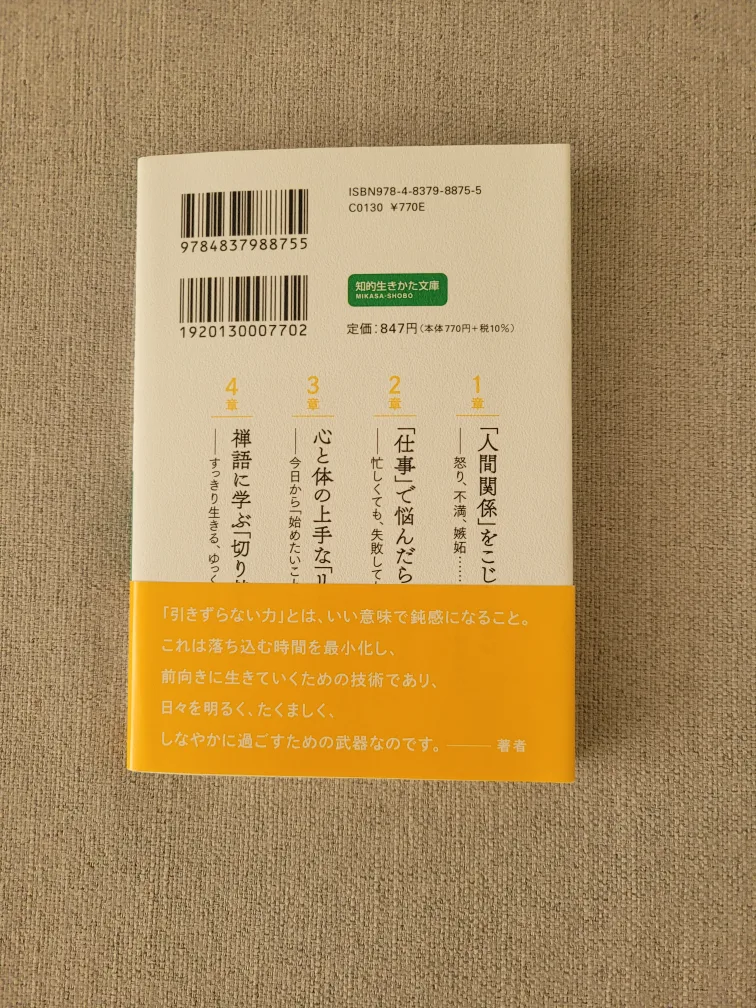 ISBN978-4-8379-8875-5
C0130 ¥770E
9784837988755
知的生きかた文庫
MIKASA-SHOBO
1920130007702
定価：847円（本体770円＋税10％）
1章
「人間関係」をこじ
──怒り、不満、嫉妬……
2章
「仕事」で悩んだら
──忙しくても、失敗して
3章
心と体の上手な「リ
──今日から「始めたいこ
4章
禅語に学ぶ「切り
──すっきり生きる、ゆっく
「引きずらない力」とは、いい意味で鈍感になること。
これは落ち込む時間を最小化し、
前向きに生きていくための技術であり、
日々を明るく、たくましく、
しなやかに過ごすための武器なのです。―― 著者